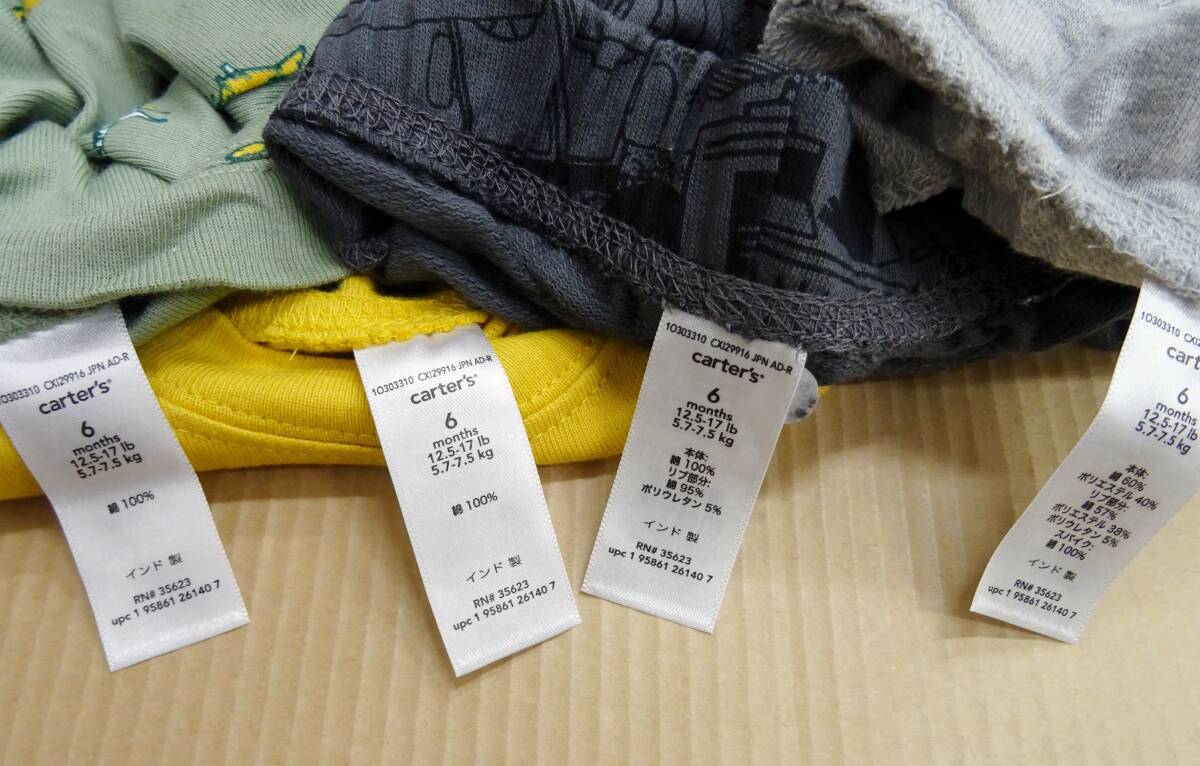 10303310 CXI29916 JPN AD-R
carter's
6
months
12.5-17 lb
5.7-7.5 kg
綿 100%
インド 製
RN# 35623
upc 1 95861 26140 7
10303310 CXI29916 JPN AD-R
carter's
6
months
12.5-17 lb
5.7-7.5 kg
綿 100%
インド 製
RN# 35623
upc 1 95861 26140 7
10303310 CXI29916 JPN AD-R
carter's
6
months
12.5-17 lb
5.7-7.5 kg
本体:
綿 100%
リブ部分:
綿 95%
ポリウレタン 5%
インド 製
RN# 35623
upc 1 95861 26140 7
10303310 CXI29916
cart
6
months
12.5-17 lb
5.7-7.5 kg
本体:
綿 60%
ポリエステル 40%
リブ部分:
綿 57%
ポリエステル 38%
ポリウレタン 5%
スパイク:
綿 100%
インド 製
RN# 35623
upc 1 95861 26140 7